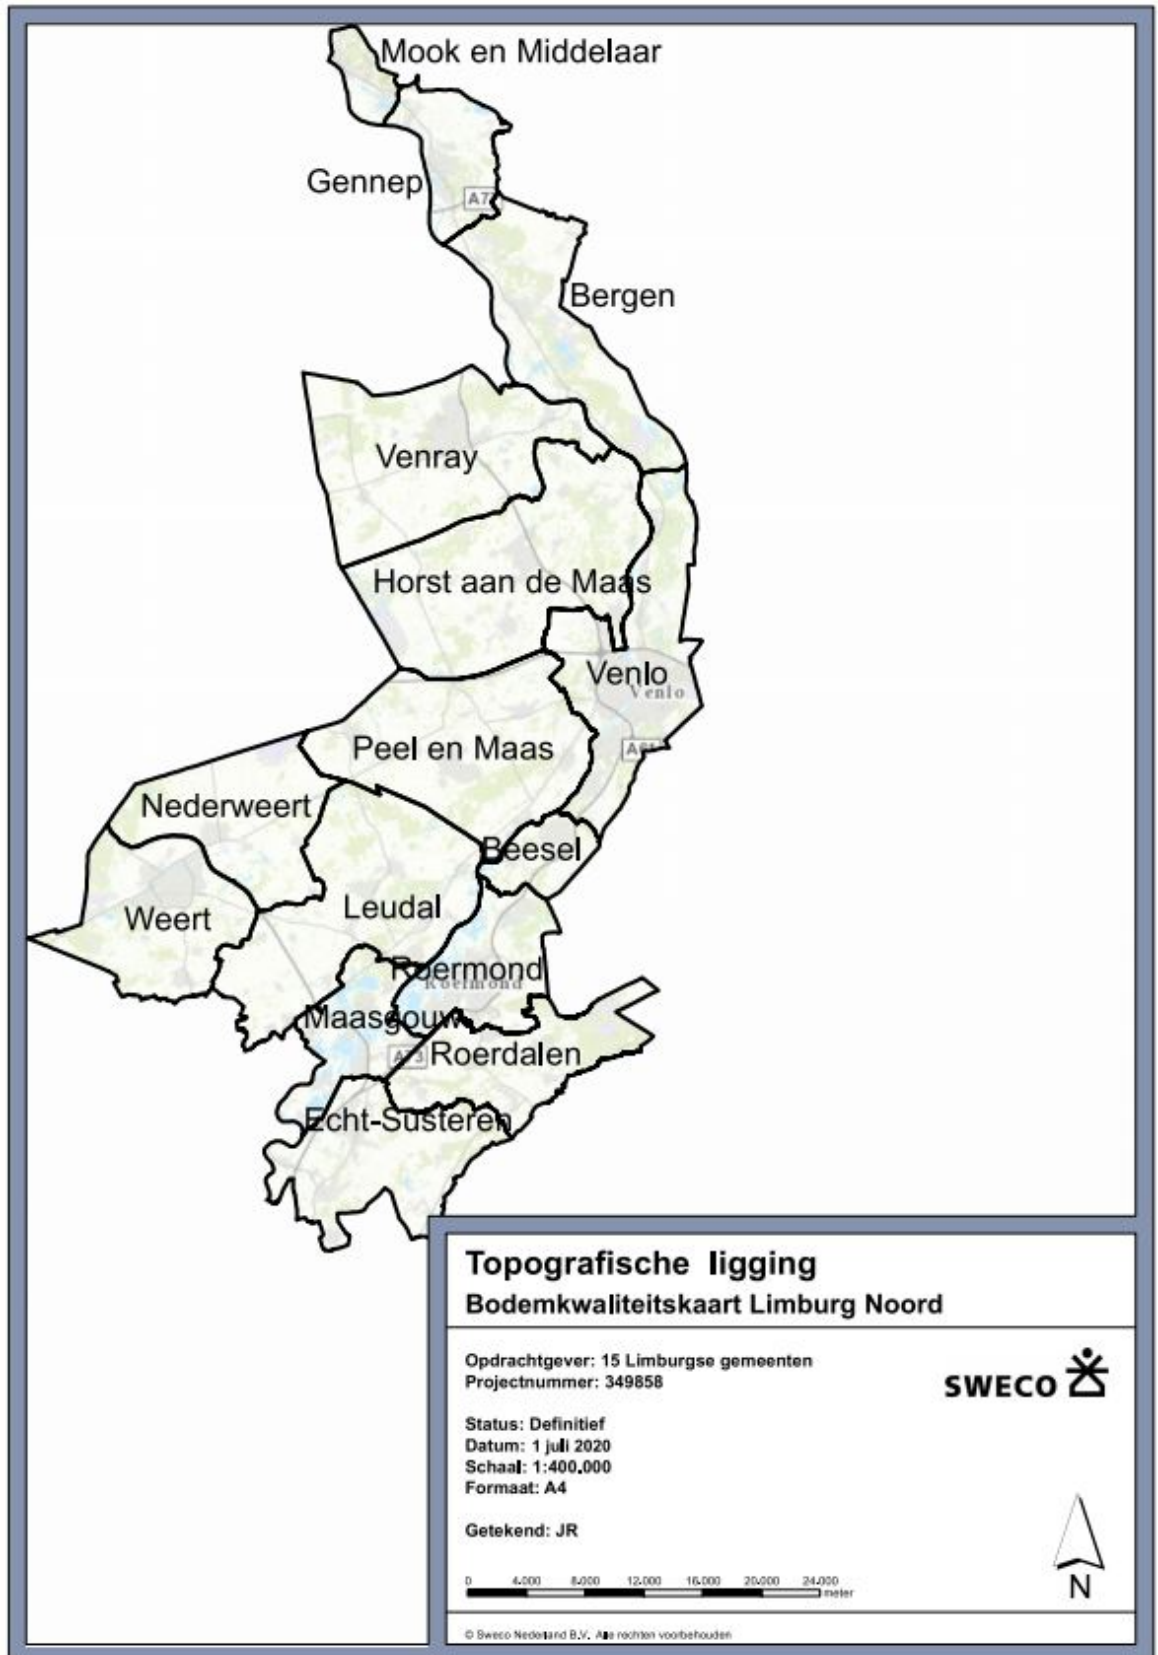 Mook en Middelaar
Gennep
A7
Bergen
Venray
Horst aan de Maas
Venlo
Venlo
Peel en Maas
Nederweert
Beesel
Weert
Leudal
Roermond
Roermond
Maasgouw
A73
Roerdalen
Echt-Susteren
Topografische ligging
Bodemkwaliteitskaart Limburg Noord
Opdrachtgever: 15 Limburgse gemeenten
Projectnummer: 349858
SWECO
Status: Definitief
Datum: 1 juli 2020
Schaal: 1:400.000
Formaat: A4
Getekend: JR
N
0 4.000 8.000 12.000 16.000 20.000 24.000
meter
© Sweco Nederland B.V. Alle rechten voorbehouden